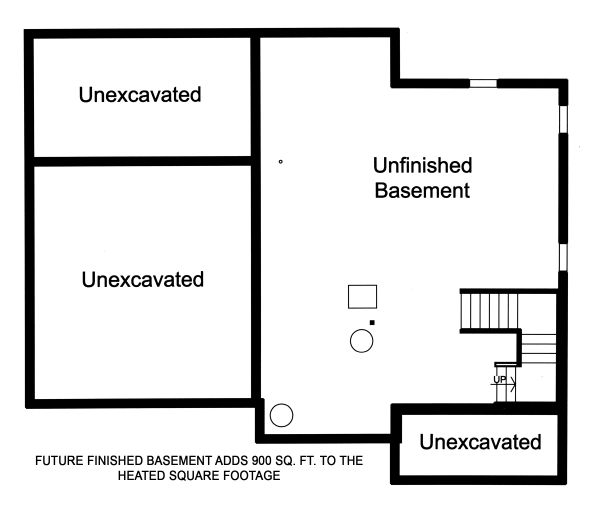 Unexcavated
Unfinished
Basement
Unexcavated
UP
Unexcavated
FUTURE FINISHED BASEMENT ADDS 900 SQ. FT. TO THE
HEATED SQUARE FOOTAGE